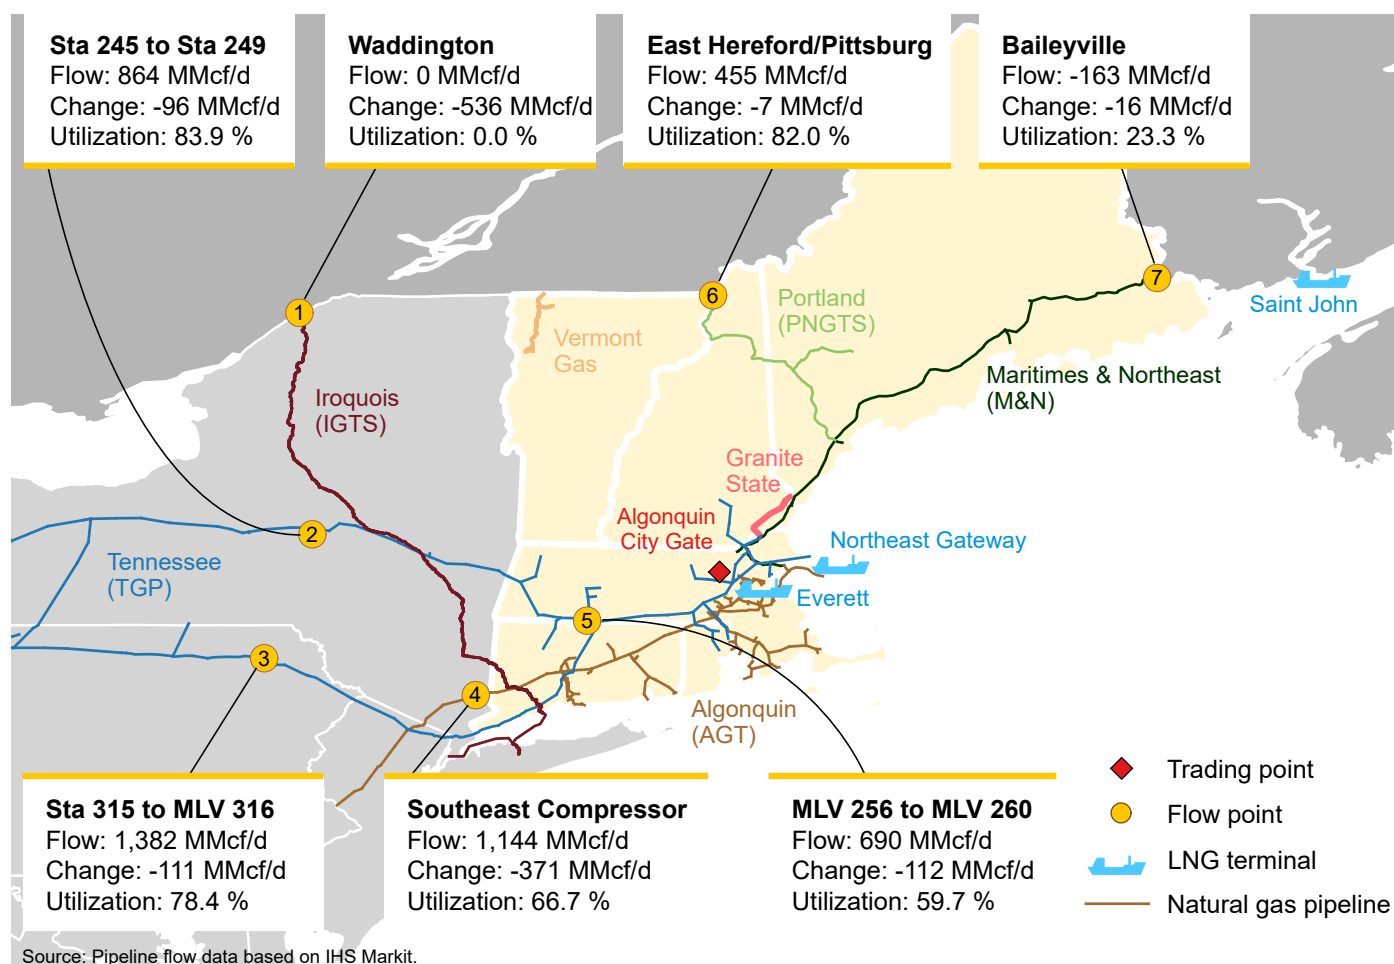 Sta 245 to Sta 249
Flow: 864 MMcf/d
Change: -96 MMcf/d
Utilization: 83.9 %
Waddington
Flow: 0 MMcf/d
Change: -536 MMcf/d
Utilization: 0.0 %
East Hereford/Pittsburg
Flow: 455 MMcf/d
Change: -7 MMcf/d
Utilization: 82.0 %
Baileyville
Flow: -163 MMcf/d
Change: -16 MMcf/d
Utilization: 23.3 %
1
6
7
Saint John
Portland
(PNGTS)
Vermont
Gas
Maritimes & Northeast
(M&N)
Iroquois
(IGTS)
Granite
State
Algonquin
City Gate
2
Northeast Gateway
Tennessee
(TGP)
Everett
5
3
4
Algonquin
(AGT)
Sta 315 to MLV 316
Flow: 1,382 MMcf/d
Change: -111 MMcf/d
Utilization: 78.4 %
Southeast Compressor
Flow: 1,144 MMcf/d
Change: -371 MMcf/d
Utilization: 66.7 %
MLV 256 to MLV 260
Flow: 690 MMcf/d
Change: -112 MMcf/d
Utilization: 59.7 %
Trading point
Flow point
LNG terminal
Natural gas pipeline
Source: Pipeline flow data based on IHS Markit.